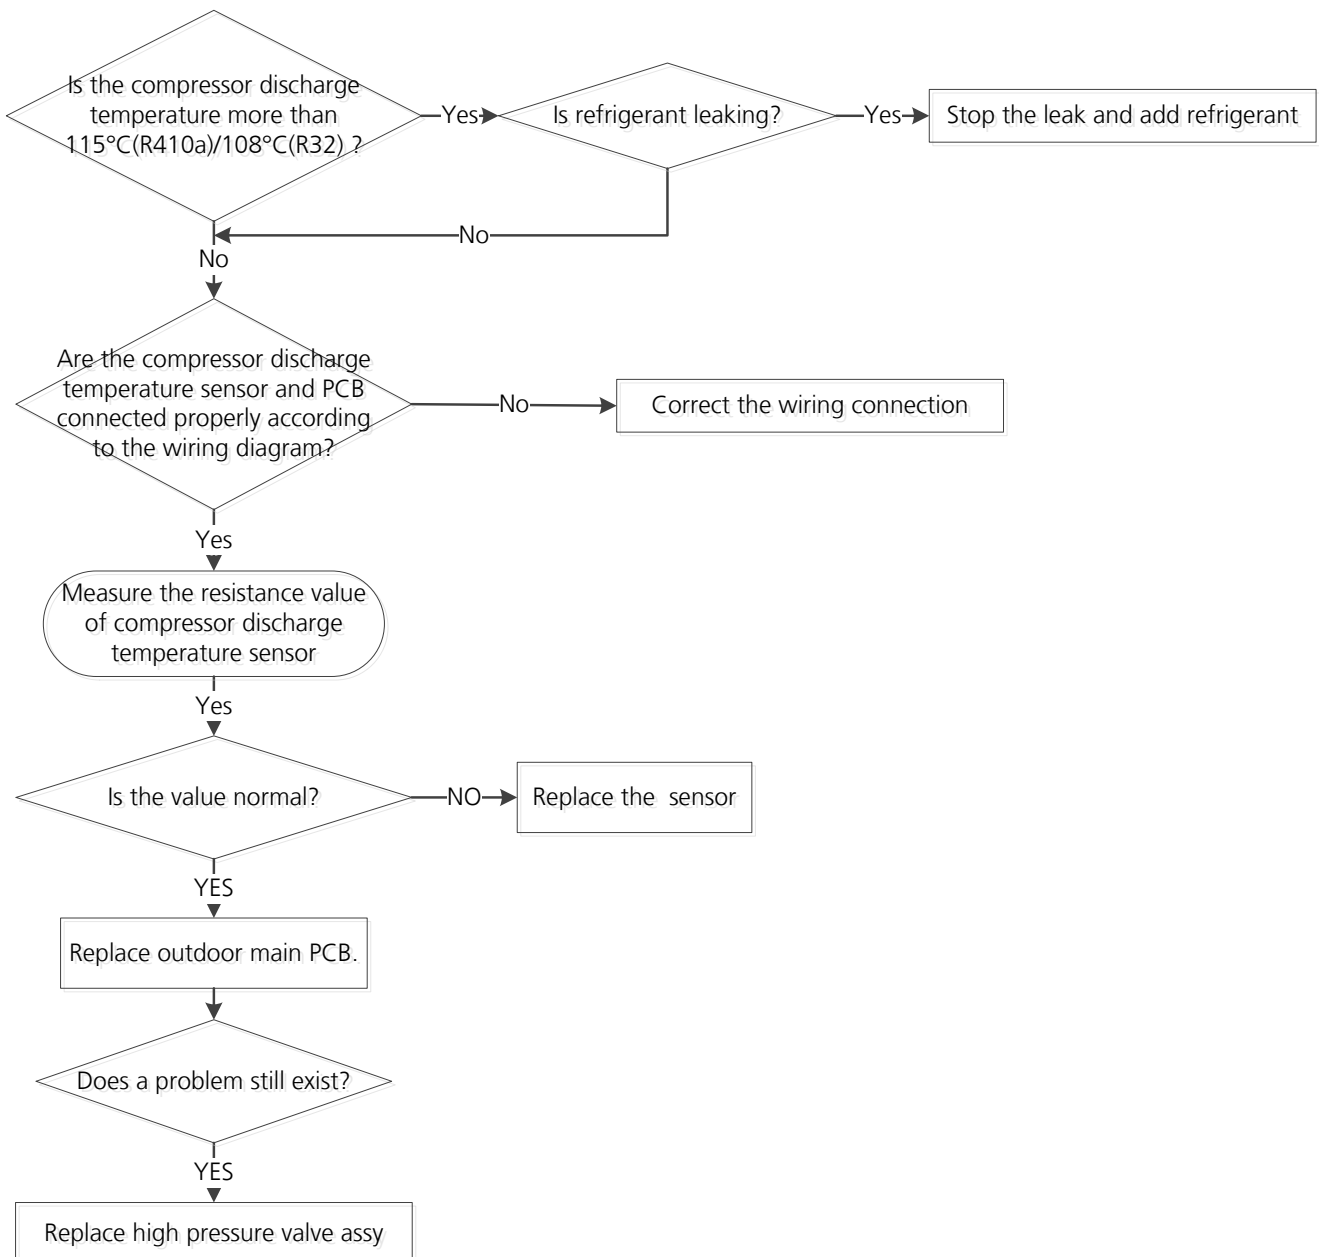 Is the compressor discharge
temperature more than
115°C(R410a)/108°C(R32) ?
Yes
Is refrigerant leaking?
Yes
Stop the leak and add refrigerant
No
No
Are the compressor discharge
temperature sensor and PCB
connected properly according
to the wiring diagram?
No
Correct the wiring connection
Yes
Measure the resistance value
of compressor discharge
temperature sensor
Yes
Is the value normal?
NO
Replace the  sensor
YES
Replace outdoor main PCB.
Does a problem still exist?
YES
Replace high pressure valve assy